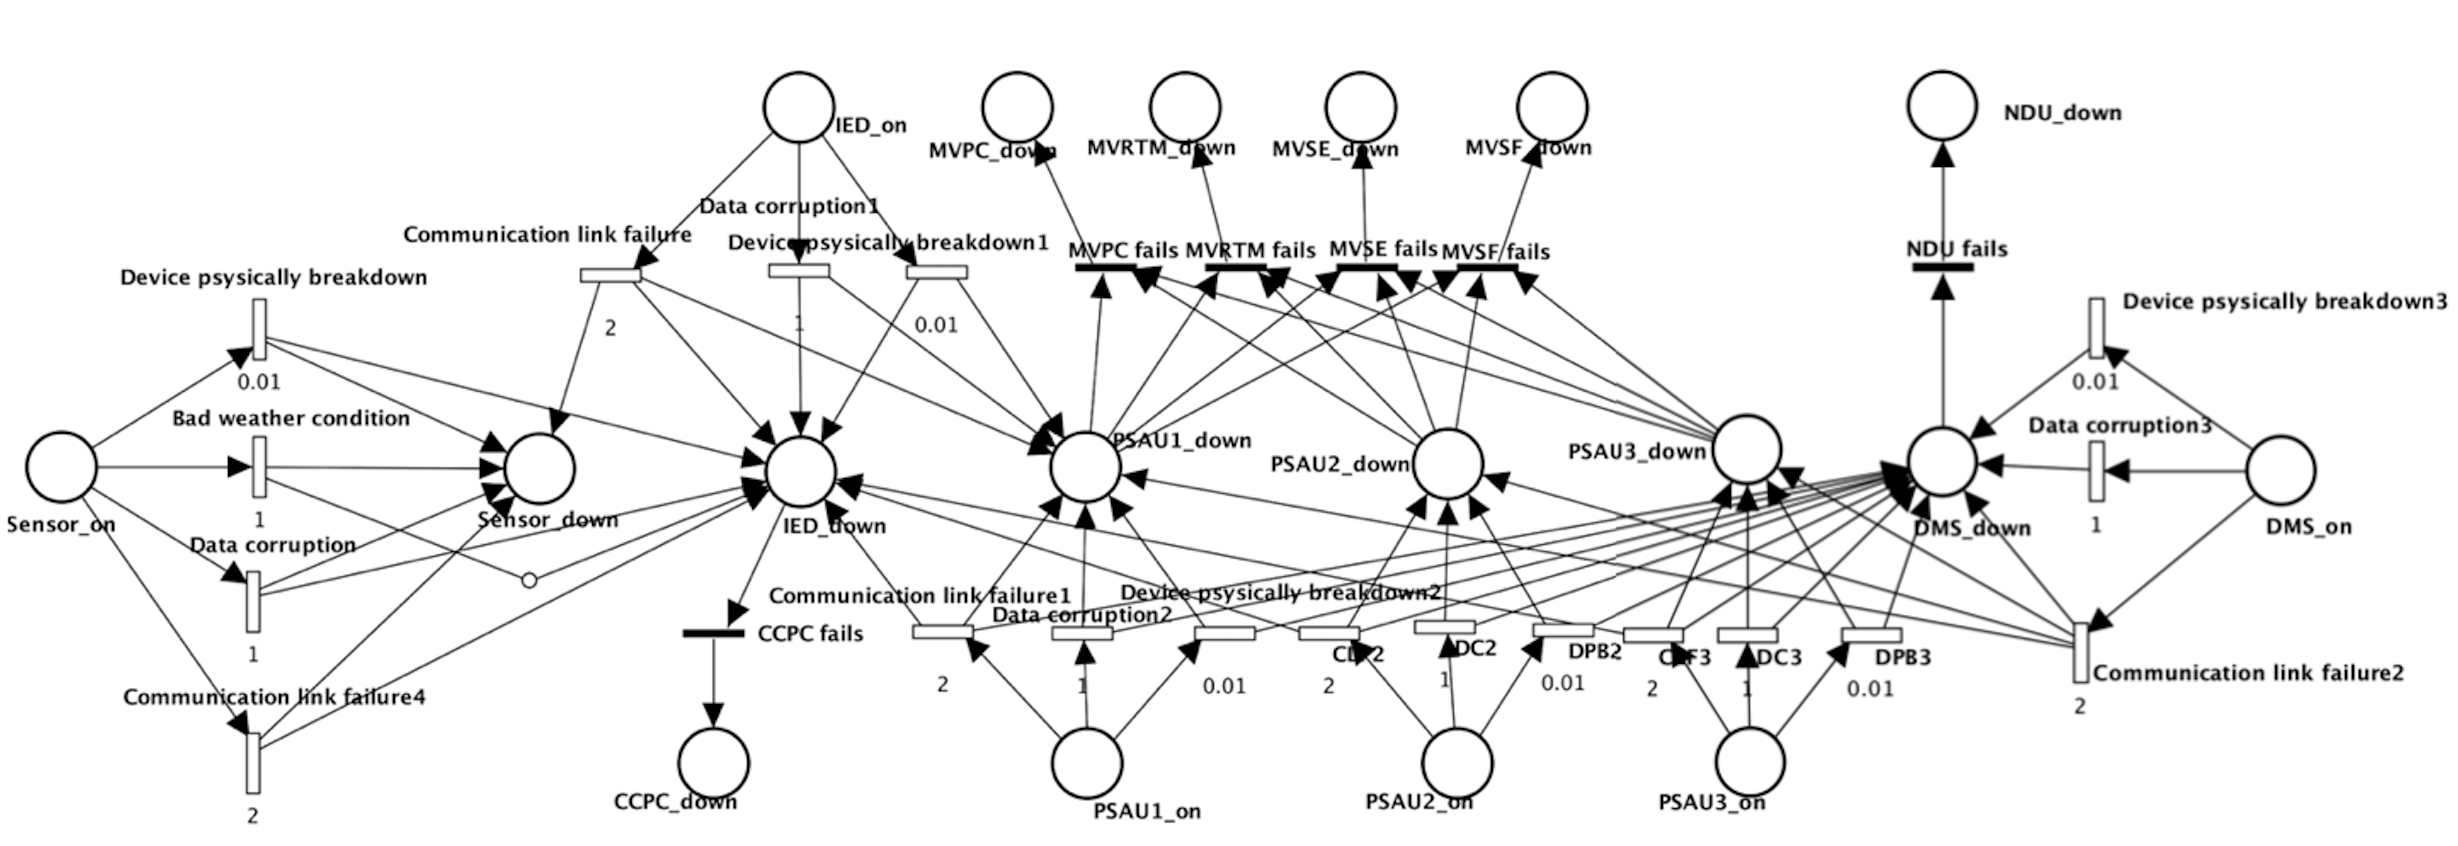 IED_on
MVPC_down
MVRTM_down
MVSE_down
MVSF_down
NDU_down
Data corruption1
Communication link failure
Device psysically breakdown1
MVPC fails
MVRTM fails
MVSE fails
MVSF fails
NDU fails
Device psysically breakdown
Device psysically breakdown3
2
1
0.01
0.01
0.01
Bad weather condition
Data corruption3
PSAU1_down
PSAU2_down
PSAU3_down
Sensor_on
1
Sensor_down
IED_down
DMS_down
1
DMS_on
Data corruption
Communication link failure1
Device psysically breakdown2
Data corruption2
CCPC fails
CLF2
DC2
DPB2
CLF3
DC3
DPB3
1
Communication link failure2
2
1
0.01
2
1
0.01
2
1
0.01
2
Communication link failure4
CCPC_down
PSAU1_on
PSAU2_on
PSAU3_on
2